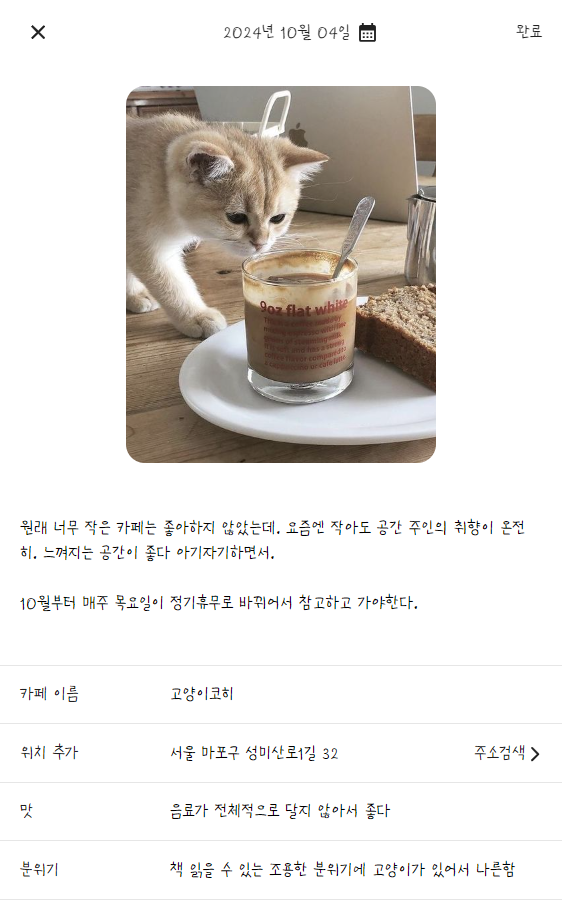 2024년 10월 04일
완료
9oz flat white
원래 너무 작은 카페는 좋아하지 않았는데. 요즘엔 작아도 공간 주인의 취향이 온전
히. 느껴지는 공간이 좋다 아기자기하면서.
10월부터 매주 목요일이 정기휴무로 바뀌어서 참고하고 가야한다.
카페 이름 고양이코히
위치 추가 서울 마포구 성미산로1길 32 주소검색
맛 음료가 전체적으로 달지 않아서 좋다
분위기 책 읽을 수 있는 조용한 분위기에 고양이가 있어서 나른함